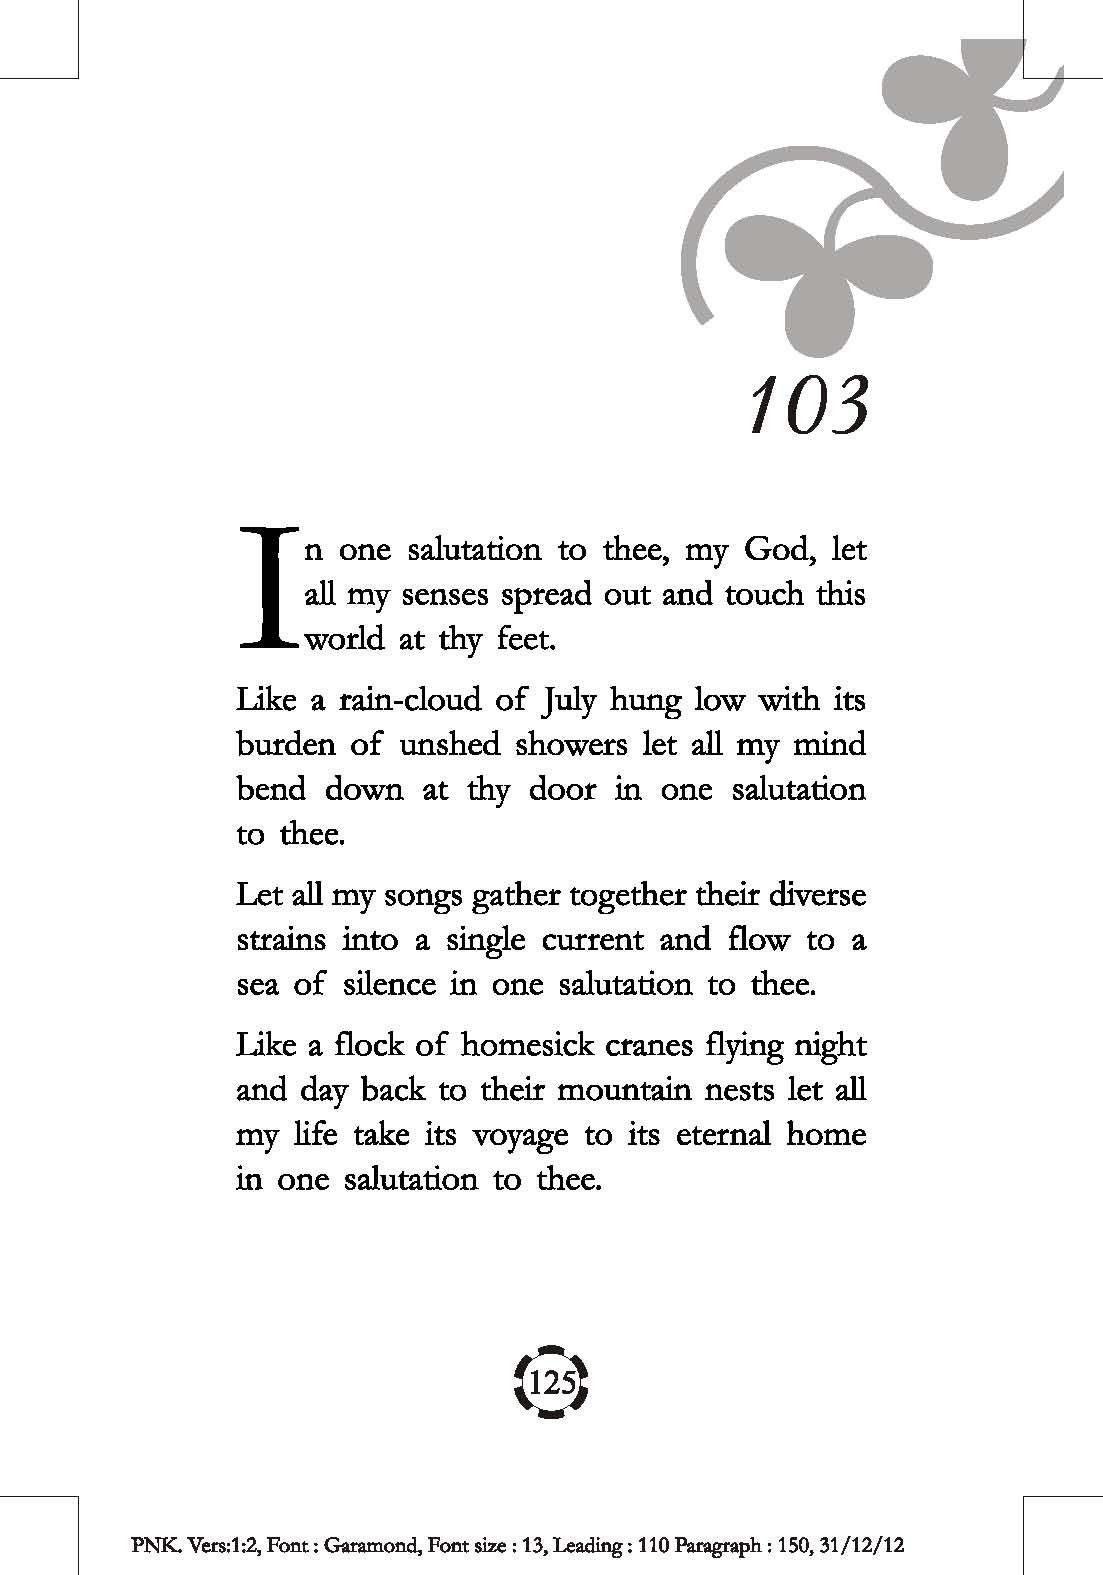 103
In one salutation to thee, my God, let
all my senses spread out and touch this
world at thy feet.
Like a rain-cloud of July hung low with its
burden of unshed showers let all my mind
bend down at thy door in one salutation
to thee.
Let all my songs gather together their diverse
strains into a single current and flow to a
sea of silence in one salutation to thee.
Like a flock of homesick cranes flying night
and day back to their mountain nests let all
my life take its voyage to its eternal home
in one salutation to thee.
125
PNK. Vers:1:2, Font : Garamond, Font size : 13, Leading : 110 Paragraph : 150, 31/12/12